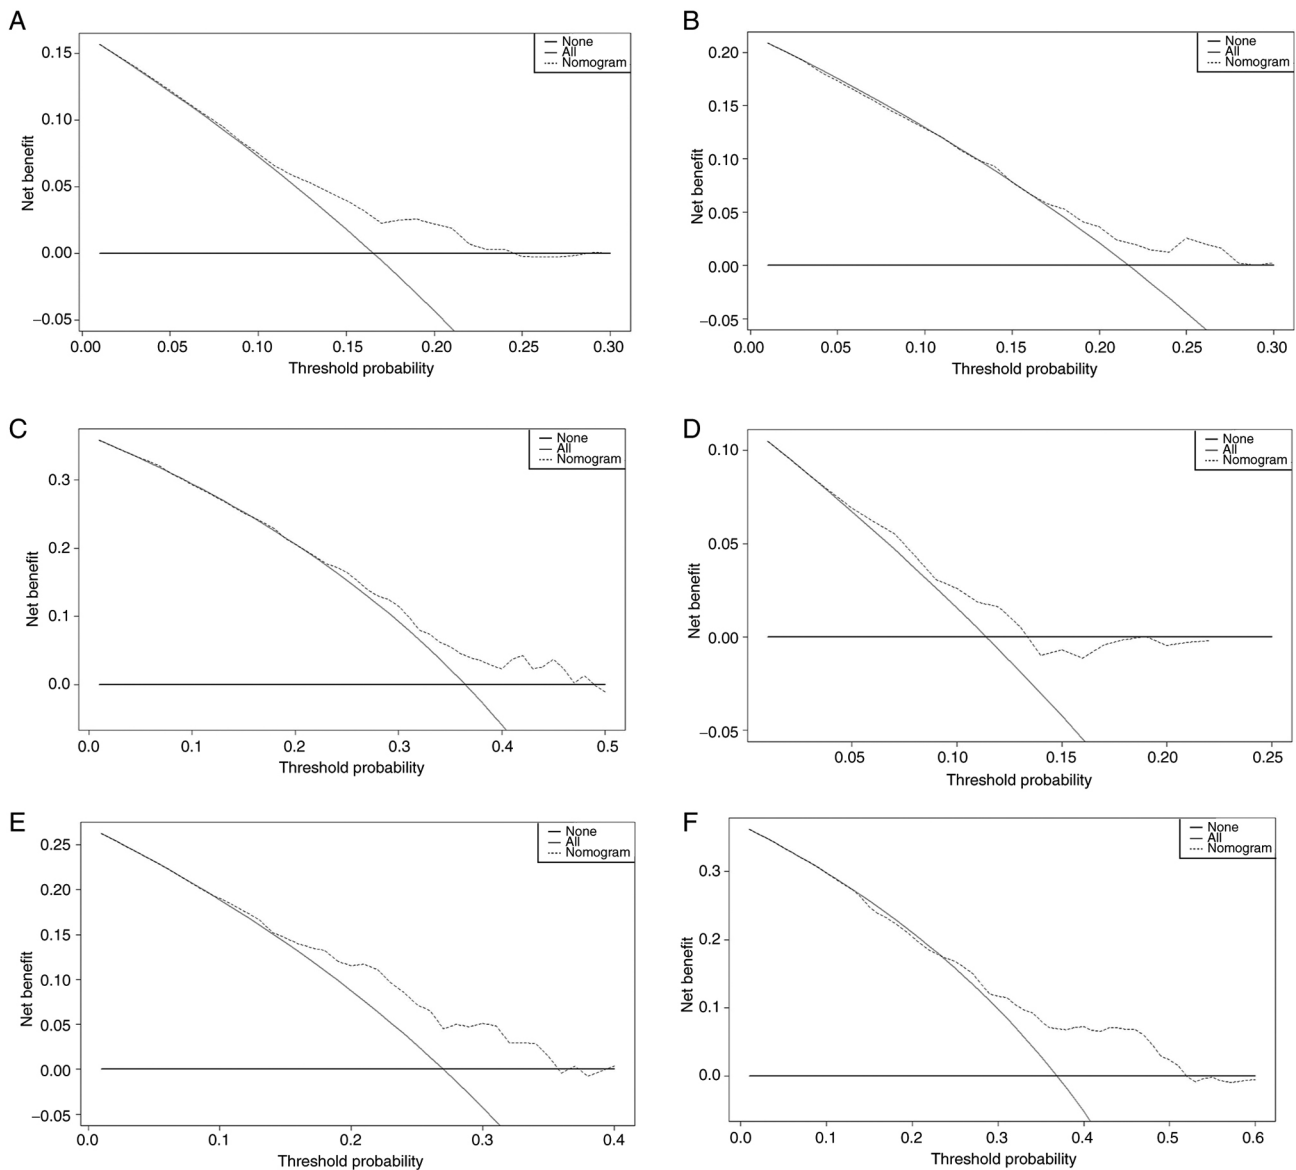 A
None
All
Nomogram
0.15
0.10
0.05
0.00
−0.05
Net benefit
0.00 0.05 0.10 0.15 0.20 0.25 0.30
Threshold probability
B
None
All
Nomogram
0.20
0.15
0.10
0.05
0.00
−0.05
Net benefit
0.00 0.05 0.10 0.15 0.20 0.25 0.30
Threshold probability
C
None
All
Nomogram
0.3
0.2
0.1
0.0
Net benefit
0.0 0.1 0.2 0.3 0.4 0.5
Threshold probability
D
None
All
Nomogram
0.10
0.05
0.00
−0.05
Net benefit
0.05 0.10 0.15 0.20 0.25
Threshold probability
E
None
All
Nomogram
0.25
0.20
0.15
0.10
0.05
0.00
−0.05
Net benefit
0.0 0.1 0.2 0.3 0.4
Threshold probability
F
None
All
Nomogram
0.3
0.2
0.1
0.0
Net benefit
0.0 0.1 0.2 0.3 0.4 0.5 0.6
Threshold probability